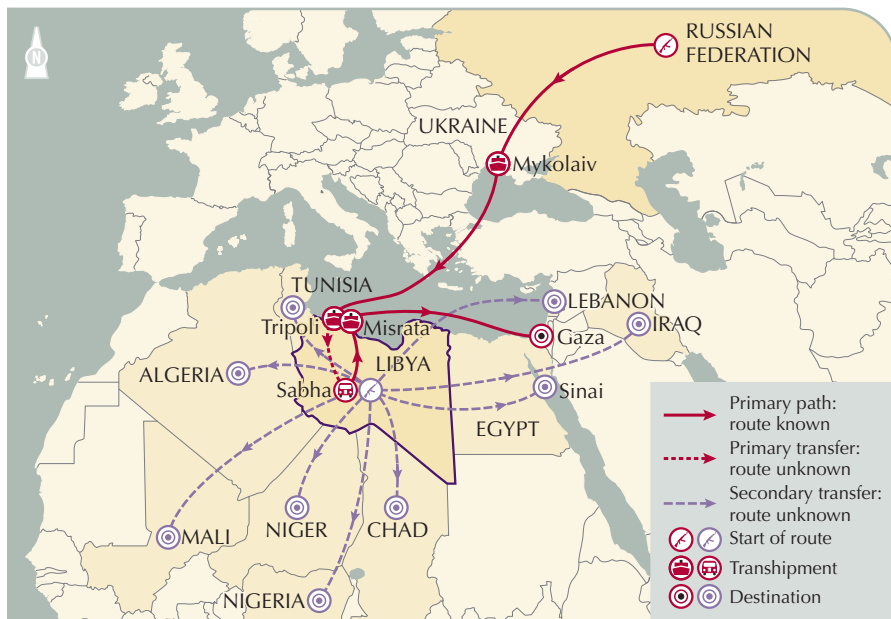 N
RUSSIAN
FEDERATION
UKRAINE
Mykolaiv
TUNISIA
Tripoli
Misrata
LEBANON
IRAQ
Gaza
LIBYA
ALGERIA
Sabha
Sinai
EGYPT
MALI
NIGER
CHAD
NIGERIA
Primary path:
route known
Primary transfer:
route unknown
Secondary transfer:
route unknown
Start of route
Transhipment
Destination